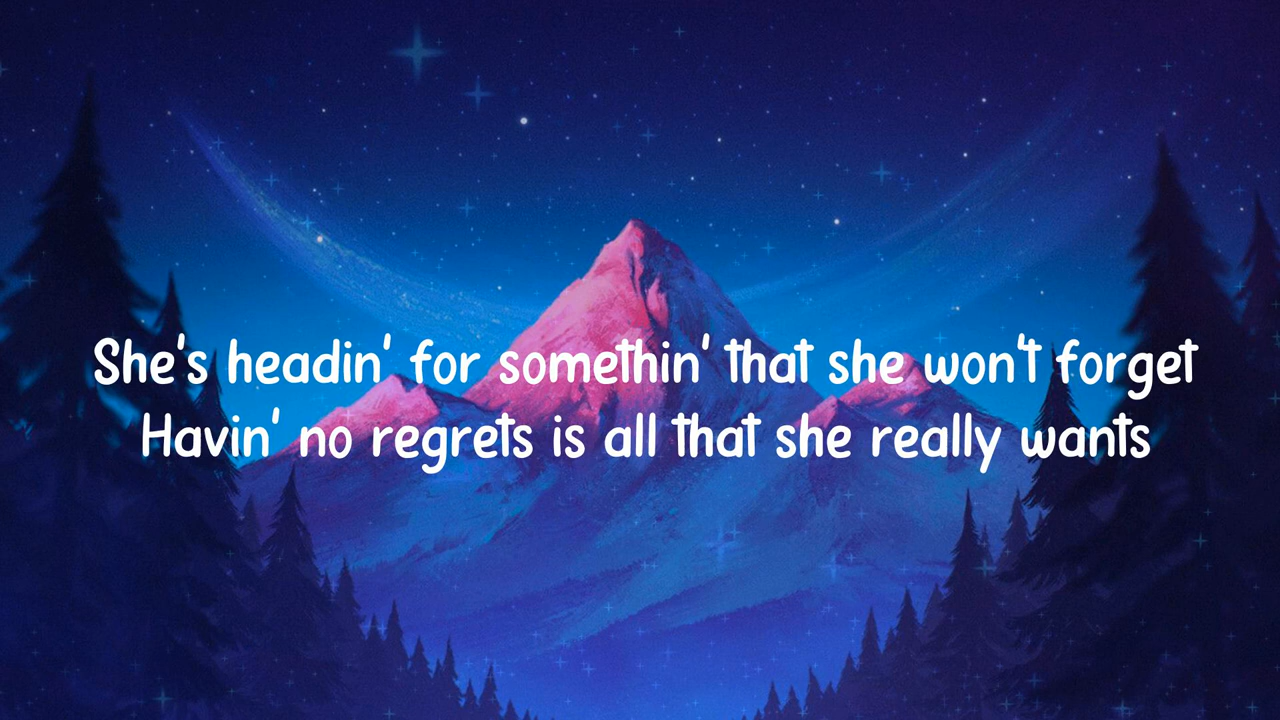 She's headin' for somethin' that she won't forget
Havin' no regrets is all that she really wants